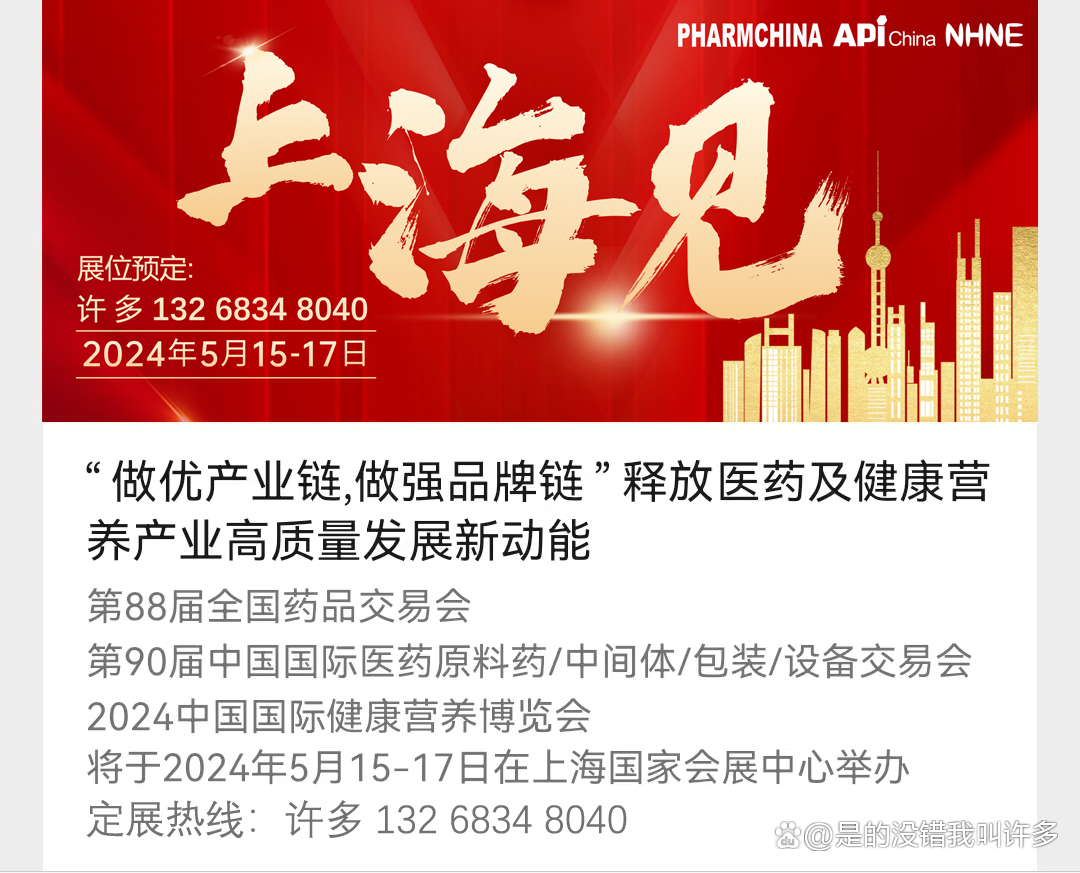 PHARMCHINA API China NHNE
上海见
展位预定:
许 多 132 6834 8040
2024年5月15-17日
“做优产业链,做强品牌链”释放医药及健康营
养产业高质量发展新动能
第88届全国药品交易会
第90届中国国际医药原料药/中间体/包装/设备交易会
2024中国国际健康营养博览会
将于2024年5月15-17日在上海国家会展中心举办
定展热线：许多 132 6834 8040
du @是的没错我叫许多